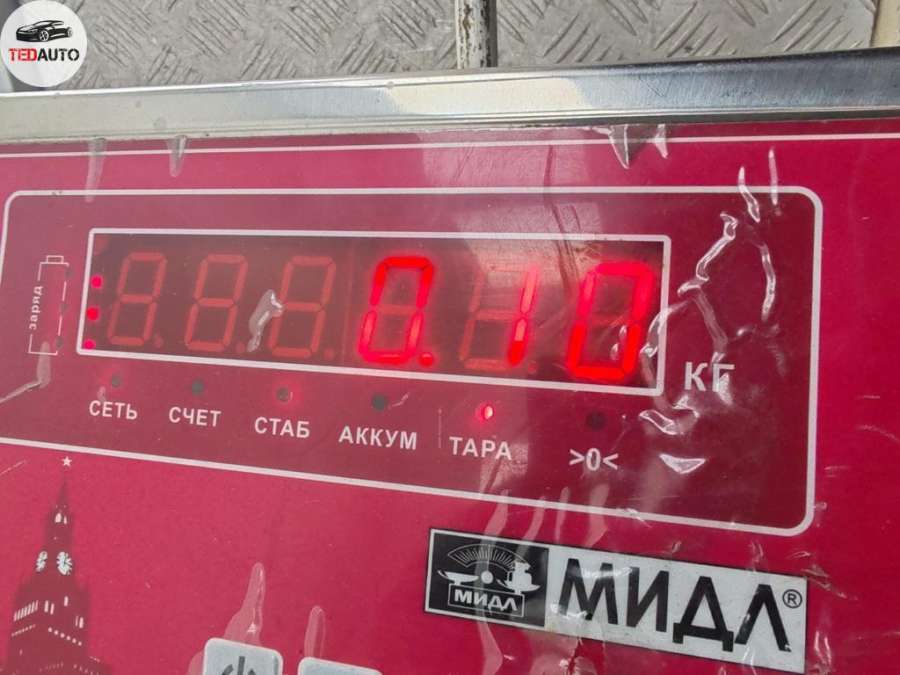 TEDAUTO
заряд
0.10
КГ
СЕТЬ СЧЕТ СТАБ АККУМ ТАРА >0<
МИДЛ
МИДЛ®